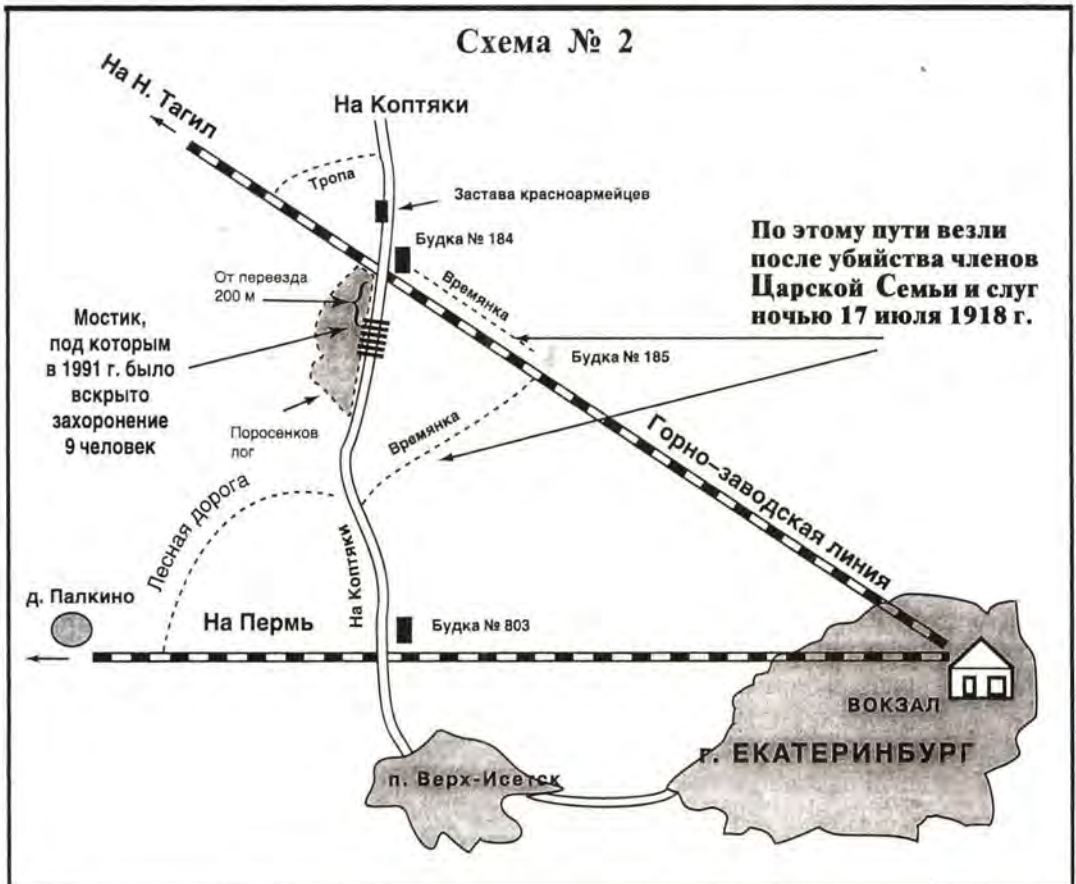 Схема № 2
На Н. Тагил
На Коптяки
Тропа
Застава красноармейцев
Будка № 184
По этому пути везли
после убийства членов
Царской Семьи и слуг
ночью 17 июля 1918 г.
От переезда
200 м
Времянка
Мостик,
под которым
в 1991 г. было
вскрыто
захоронение
9 человек
Будка № 185
Поросенков
лог
Времянка
Горно-заводская линия
Лесная дорога
На Коптяки
д. Палкино
На Пермь
Будка № 803
ВОКЗАЛ
г. ЕКАТЕРИНБУРГ
п. Верх-Исетск